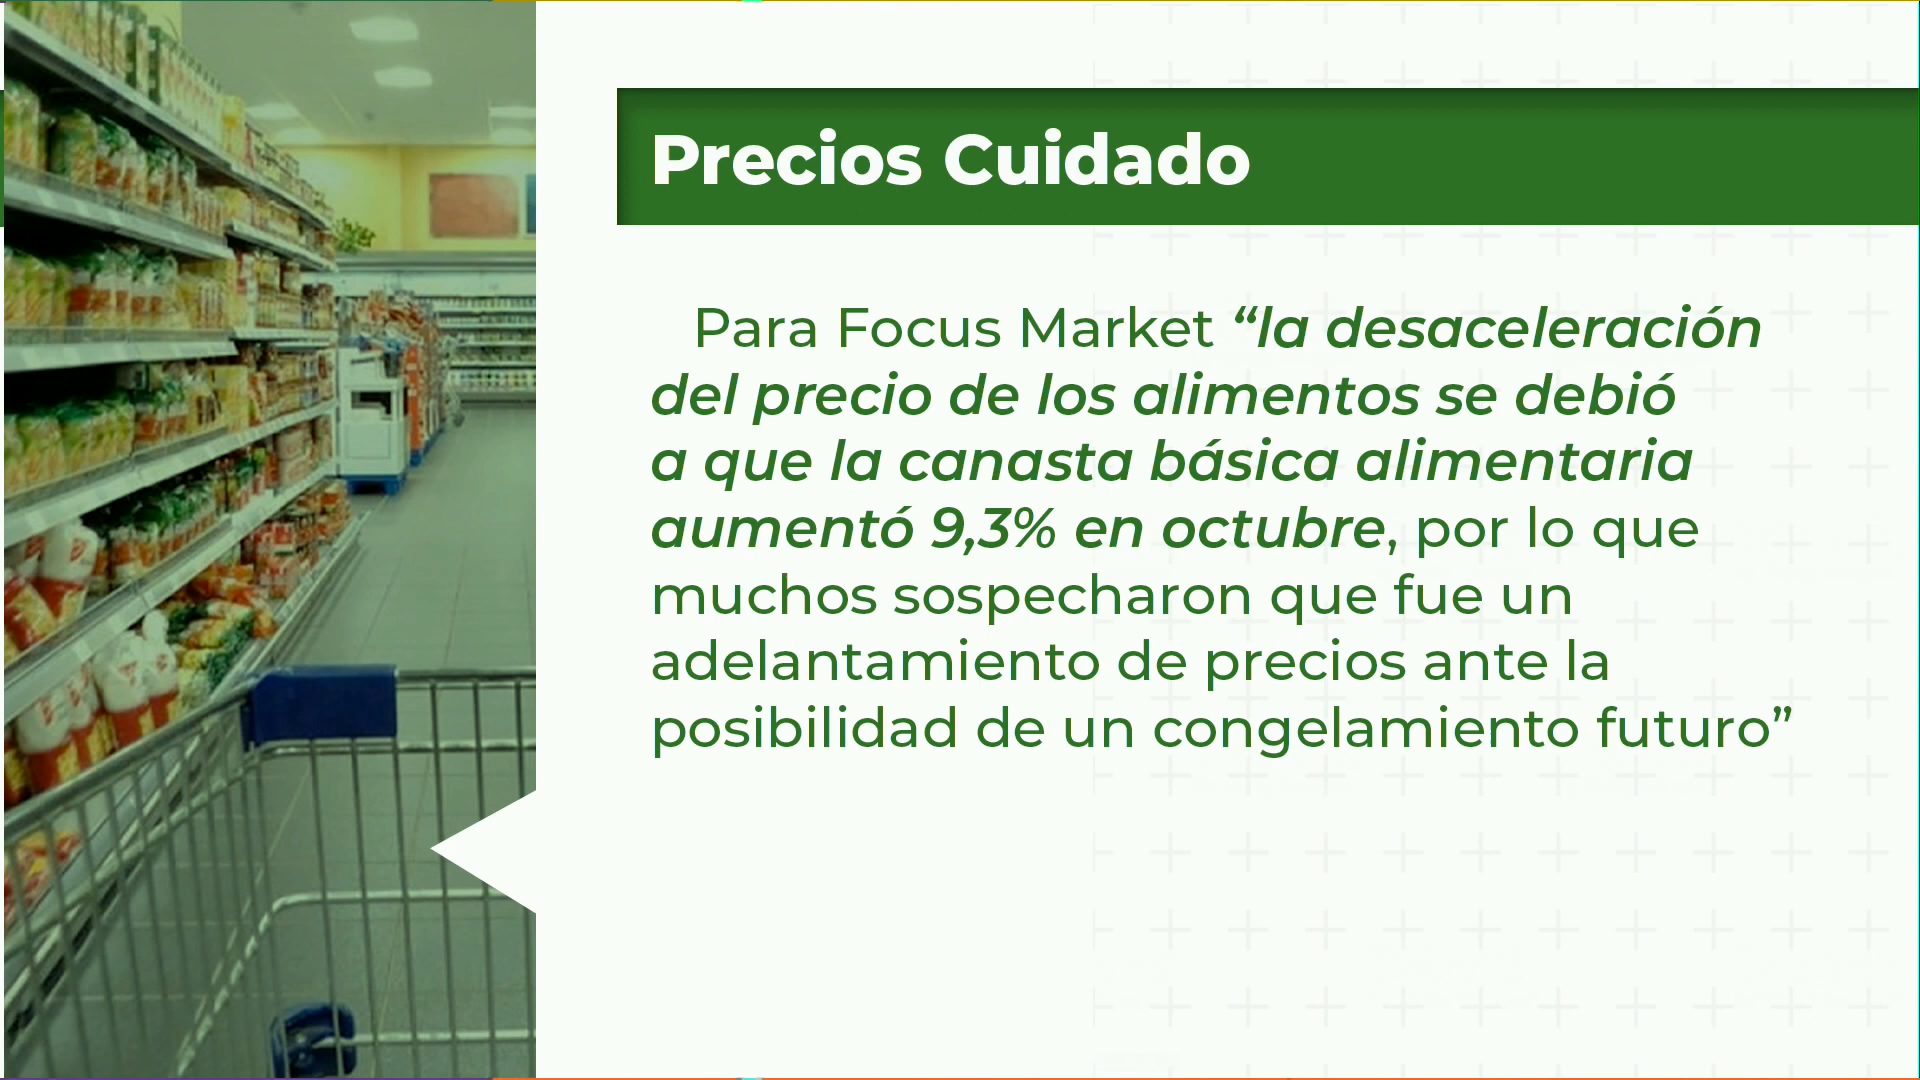 Precios Cuidado
Para Focus Market “la desaceleración
del precio de los alimentos se debió
a que la canasta básica alimentaria
aumentó 9,3% en octubre, por lo que
muchos sospecharon que fue un
adelantamiento de precios ante la
posibilidad de un congelamiento futuro”